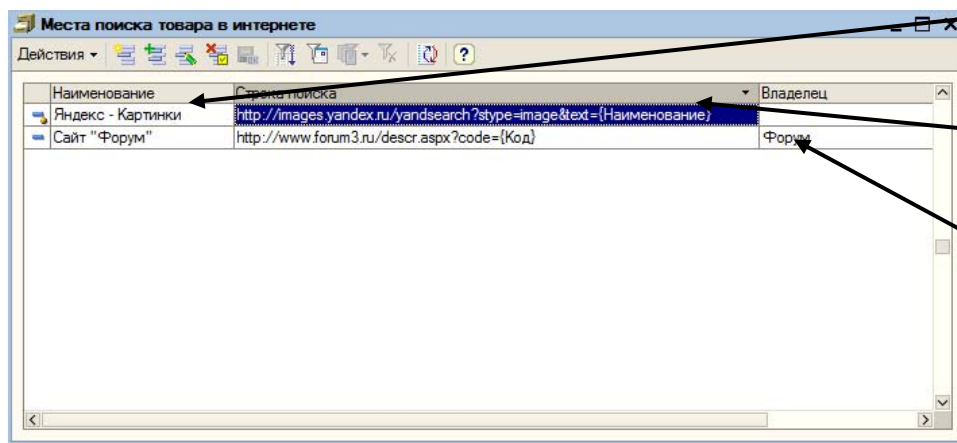 Места поиска товара в интернете
Действия
Наименование Строка поиска Владелец
Яндекс - Картинки http://images.yandex.ru/yandsearch?stype=image&text={Наименование}
Сайт "Форум" http://www.forum3.ru/descr.aspx?code={Код} Форум